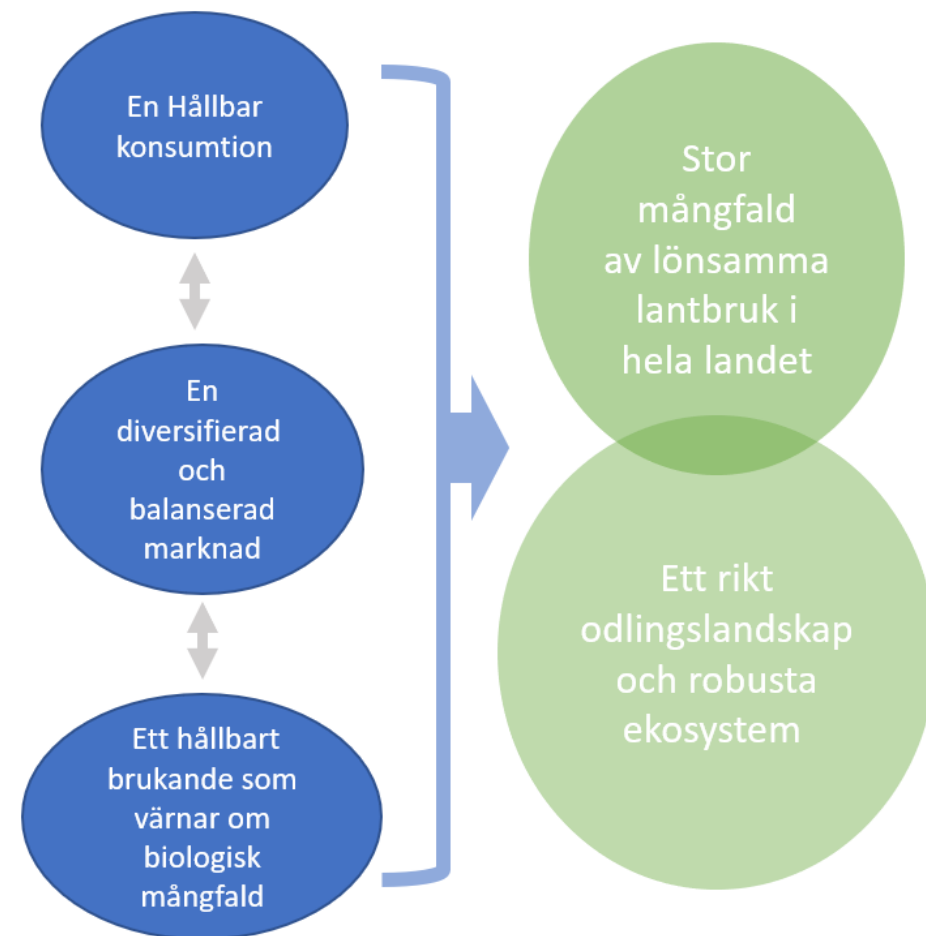 En Hållbar
konsumtion
En
diversifierad
och
balanserad
marknad
Ett hållbart
brukande som
värnar om
biologisk
mångfald
Stor
mångfald
av lönsamma
lantbruk i
hela landet
Ett rikt
odlingslandskap
och robusta
ekosystem